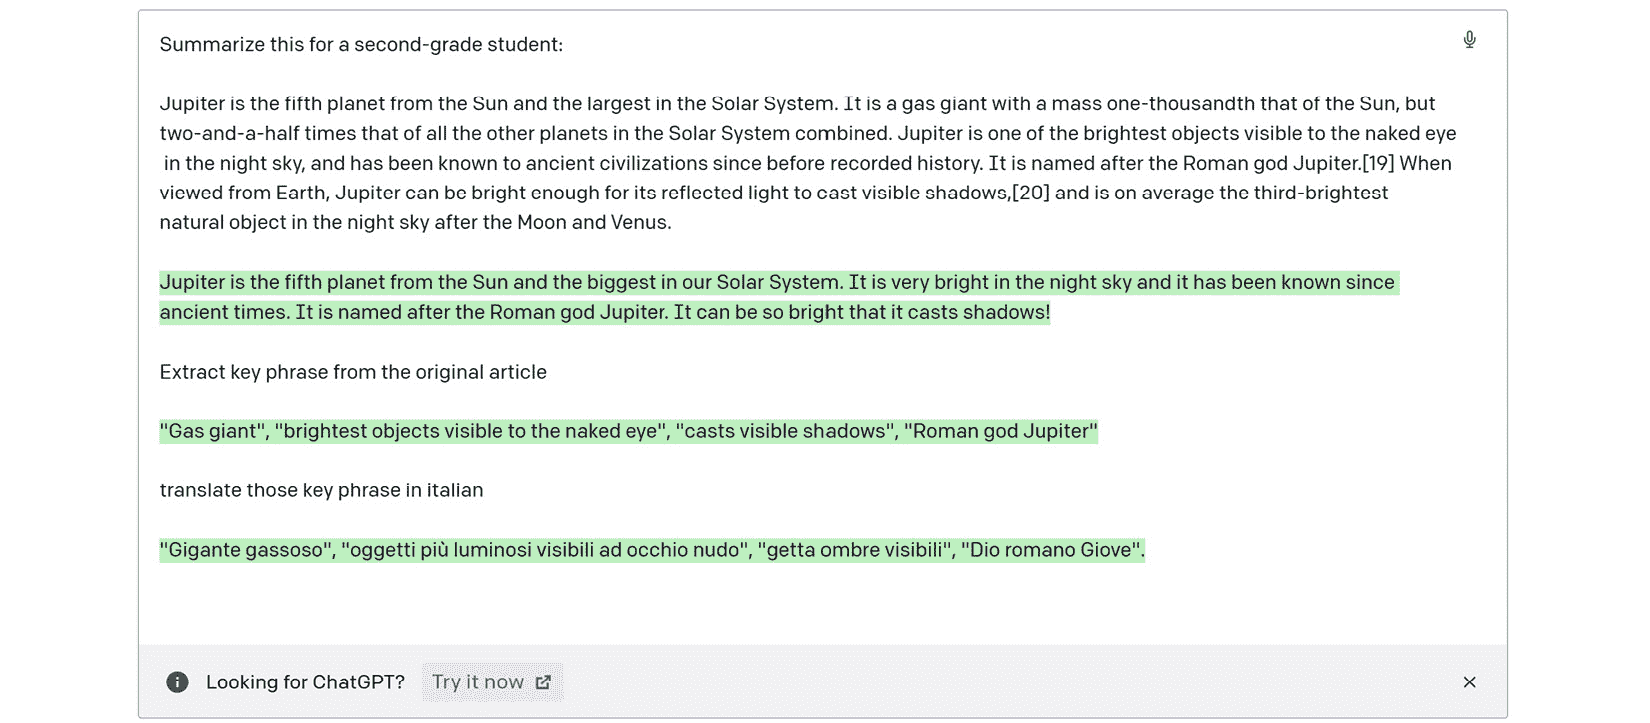 Summarize this for a second-grade student:
Jupiter is the fifth planet from the Sun and the largest in the Solar System. It is a gas giant with a mass one-thousandth that of the Sun, but
two-and-a-half times that of all the other planets in the Solar System combined. Jupiter is one of the brightest objects visible to the naked eye
in the night sky, and has been known to ancient civilizations since before recorded history. It is named after the Roman god Jupiter.[19] When
viewed from Earth, Jupiter can be bright enough for its reflected light to cast visible shadows,[20] and is on average the third-brightest
natural object in the night sky after the Moon and Venus.
Jupiter is the fifth planet from the Sun and the biggest in our Solar System. It is very bright in the night sky and it has been known since
ancient times. It is named after the Roman god Jupiter. It can be so bright that it casts shadows!
Extract key phrase from the original article
"Gas giant", "brightest objects visible to the naked eye", "casts visible shadows", "Roman god Jupiter"
translate those key phrase in italian
"Gigante gassoso", "oggetti più luminosi visibili ad occhio nudo", "getta ombre visibili", "Dio romano Giove".
Looking for ChatGPT? Try it now